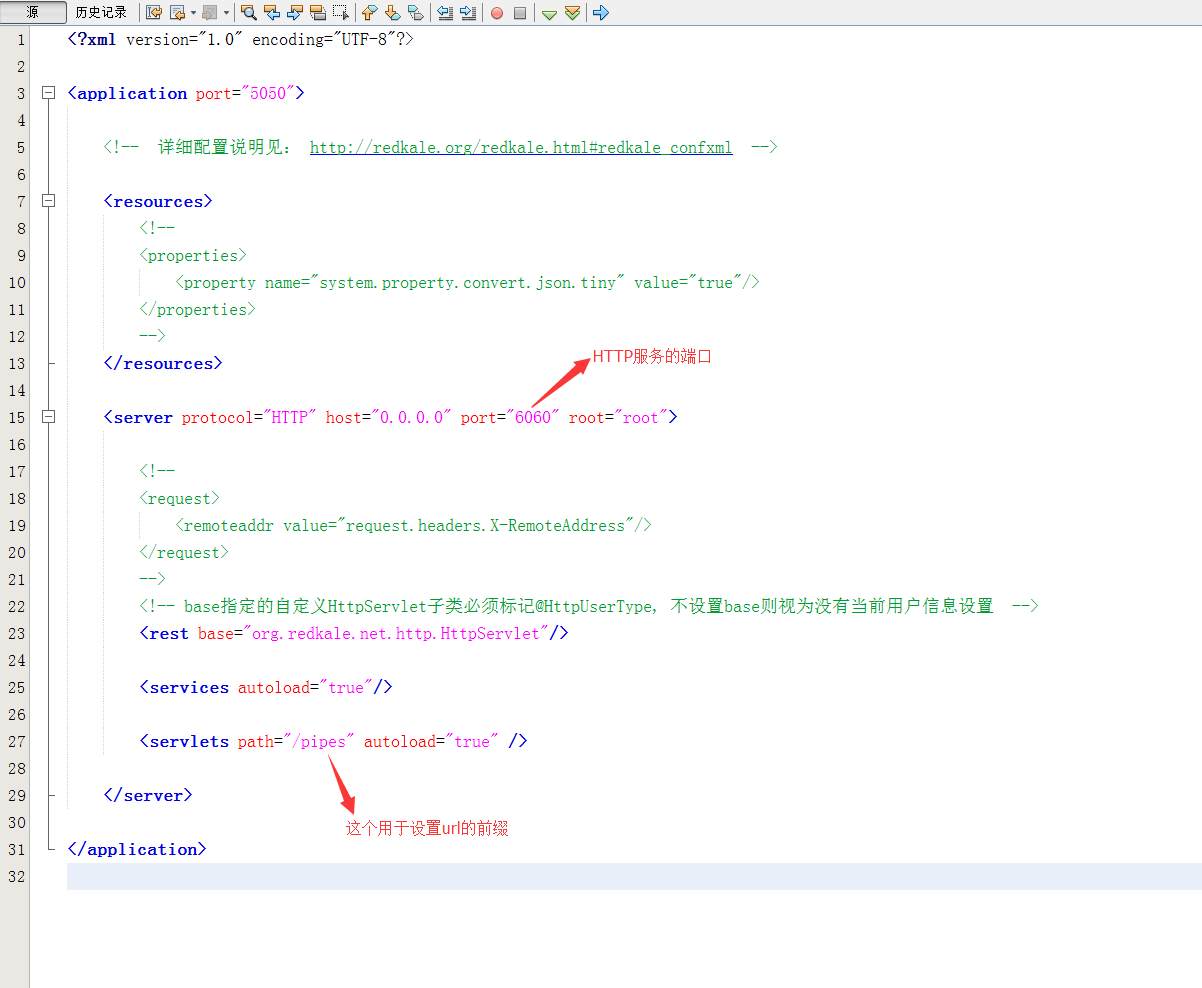 源 历史记录
1 <?xml version="1.0" encoding="UTF-8"?>
2
3 <application port="5050">
4
5 <!-- 详细配置说明见： http://redkale.org/redkale.html#redkale_confxml -->
6
7 <resources>
8 <!--
9 <properties>
10 <property name="system.property.convert.json.tiny" value="true"/>
11 </properties>
12 -->
HTTP服务的端口
13 </resources>
14
15 <server protocol="HTTP" host="0.0.0.0" port="6060" root="root">
16
17 <!--
18 <request>
19 <remoteaddr value="request.headers.X-RemoteAddress"/>
20 </request>
21 -->
22 <!-- base指定的自定义HttpServlet子类必须标记@HttpUserType, 不设置base则视为没有当前用户信息设置 -->
23 <rest base="org.redkale.net.http.HttpServlet"/>
24
25 <services autoload="true"/>
26
27 <servlets path="/pipes" autoload="true" />
28
29 </server>
30
这个用于设置url的前缀
31 </application>
32